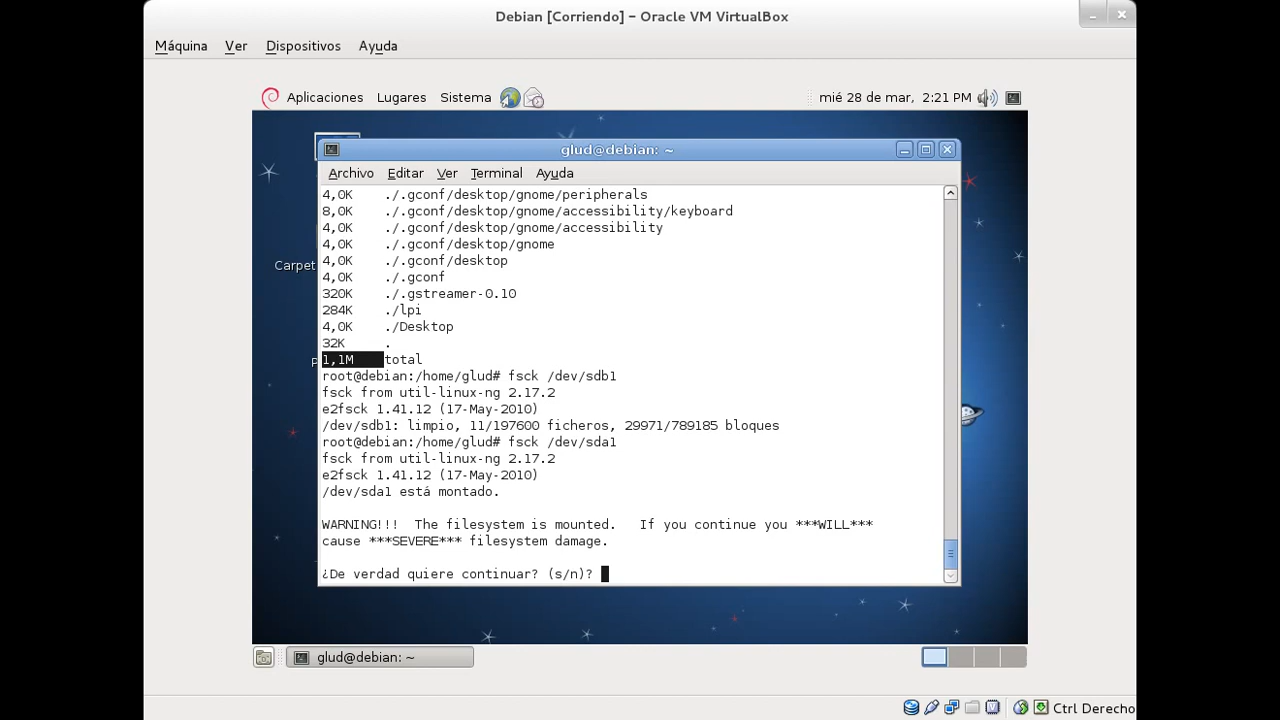 Debian [Corriendo] – Oracle VM VirtualBox
Máquina Ver Dispositivos Ayuda
Aplicaciones Lugares Sistema mié 28 de mar, 2:21 PM
glud@debian: ~
Archivo Editar Ver Terminal Ayuda
4,0K ./.gconf/desktop/gnome/peripherals
8,0K ./.gconf/desktop/gnome/accessibility/keyboard
4,0K ./.gconf/desktop/gnome/accessibility
4,0K ./.gconf/desktop/gnome
4,0K ./.gconf/desktop
4,0K ./.gconf
320K ./.gstreamer-0.10
284K ./lpi
4,0K ./Desktop
32K .
1,1M total
root@debian:/home/glud# fsck /dev/sdb1
fsck from util-linux-ng 2.17.2
e2fsck 1.41.12 (17-May-2010)
/dev/sdb1: limpio, 11/197600 ficheros, 29971/789185 bloques
root@debian:/home/glud# fsck /dev/sda1
fsck from util-linux-ng 2.17.2
e2fsck 1.41.12 (17-May-2010)
/dev/sda1 está montado.
WARNING!!! The filesystem is mounted. If you continue you ***WILL***
cause ***SEVERE*** filesystem damage.
¿De verdad quiere continuar? (s/n)?
Carpet
glud@debian: ~
Ctrl Derecho